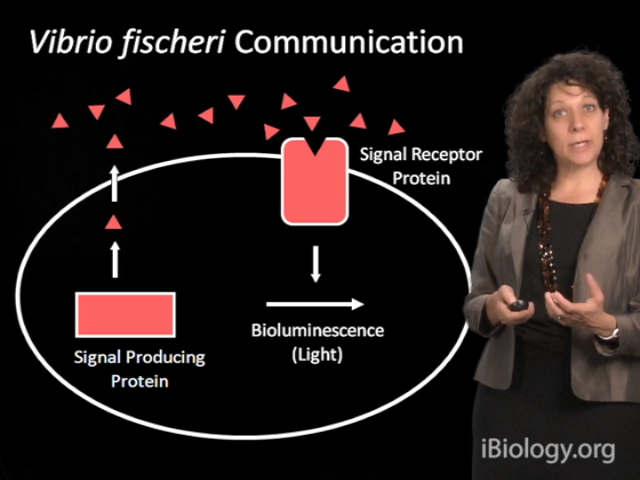 Vibrio fischeri Communication
Signal Receptor
Protein
Bioluminescence
(Light)
Signal Producing
Protein
iBiology.org